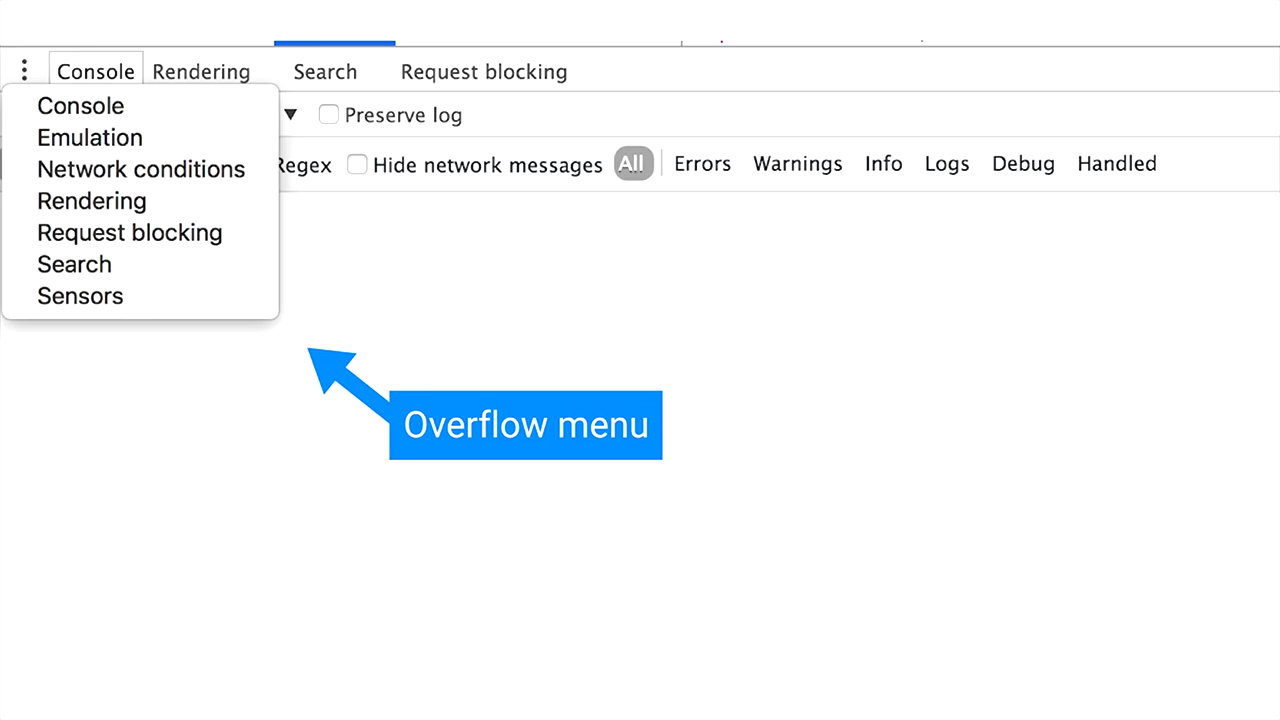 Console Rendering Search Request blocking
Console
Emulation
Network conditions
Rendering
Request blocking
Search
Sensors
Preserve log
Regex Hide network messages All Errors Warnings Info Logs Debug Handled
Overflow menu